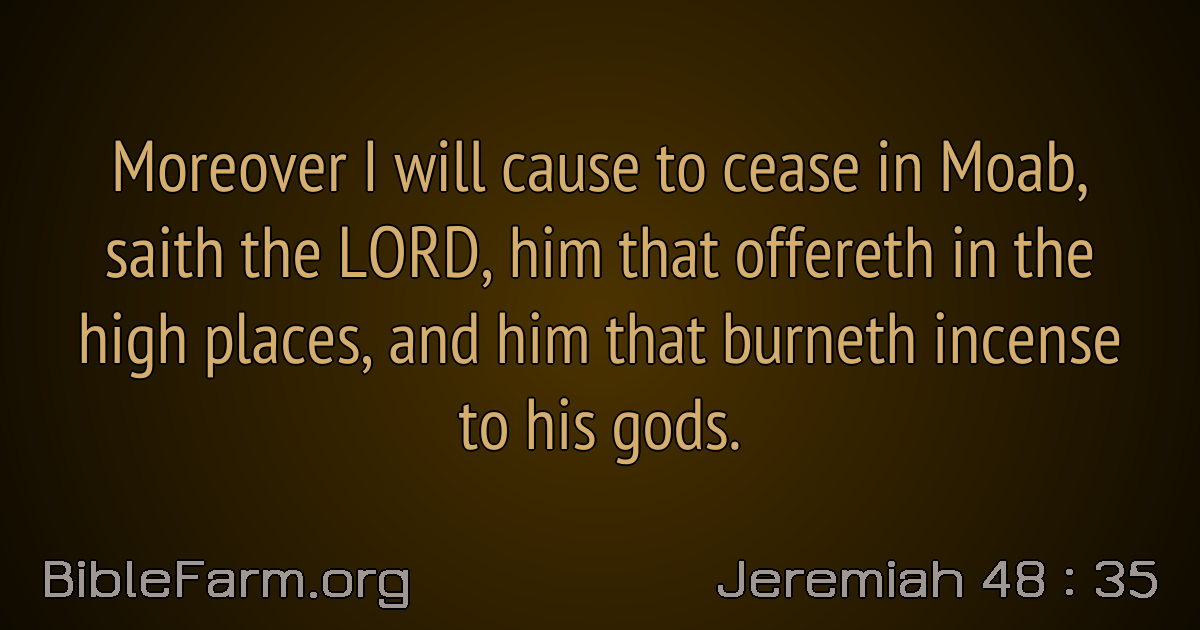 Moreover I will cause to cease in Moab,
saith the LORD, him that offereth in the
high places, and him that burneth incense
to his gods.
BibleFarm.org
Jeremiah 48 : 35